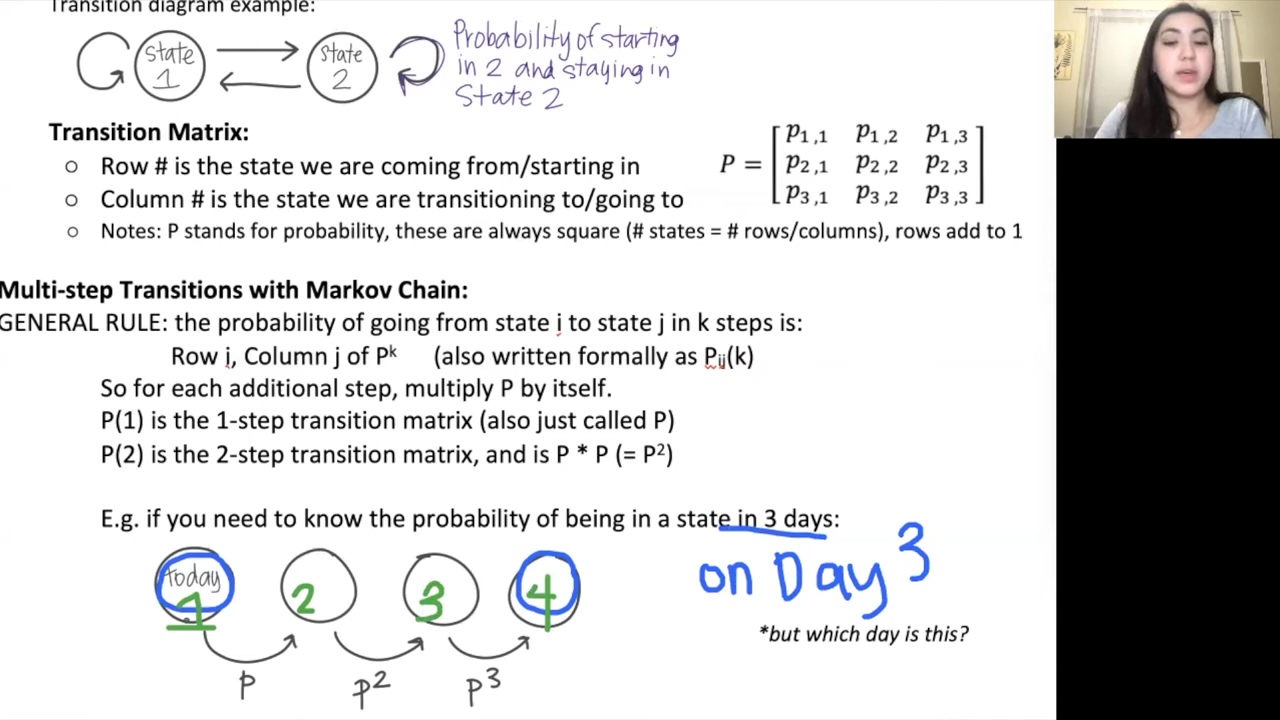 Transition diagram example:
State 1
State 2
Probability of starting
in 2 and staying in
State 2
Transition Matrix:
○ Row # is the state we are coming from/starting in
○ Column # is the state we are transitioning to/going to
○ Notes: P stands for probability, these are always square (# states = # rows/columns), rows add to 1
P = [ p1,1 p1,2 p1,3
p2,1 p2,2 p2,3
p3,1 p3,2 p3,3 ]
Multi-step Transitions with Markov Chain:
GENERAL RULE: the probability of going from state i to state j in k steps is:
Row i, Column j of Pᵏ (also written formally as Pij(k)
So for each additional step, multiply P by itself.
P(1) is the 1-step transition matrix (also just called P)
P(2) is the 2-step transition matrix, and is P * P (= P²)
E.g. if you need to know the probability of being in a state in 3 days:
today 1 2 3 4
on Day 3
*but which day is this?
P P² P³